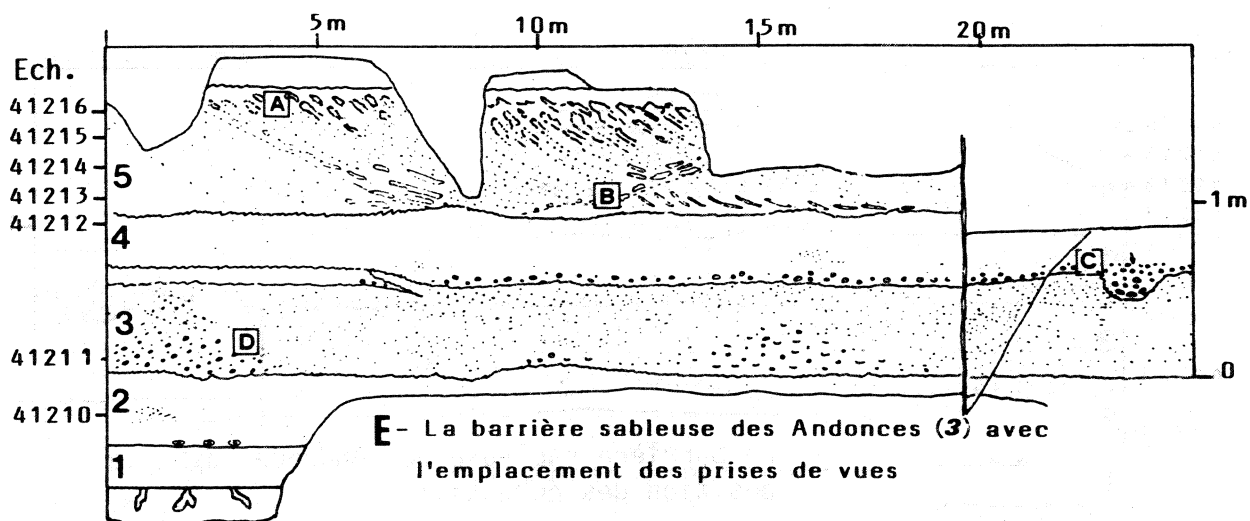 5m 10m 15m 20m
Ech.
41216
A
41215
41214
5
41213
B
1m
41212
4
C
3
D
41211
0
2
41210
E - La barrière sableuse des Andonces (3) avec
l'emplacement des prises de vues
1